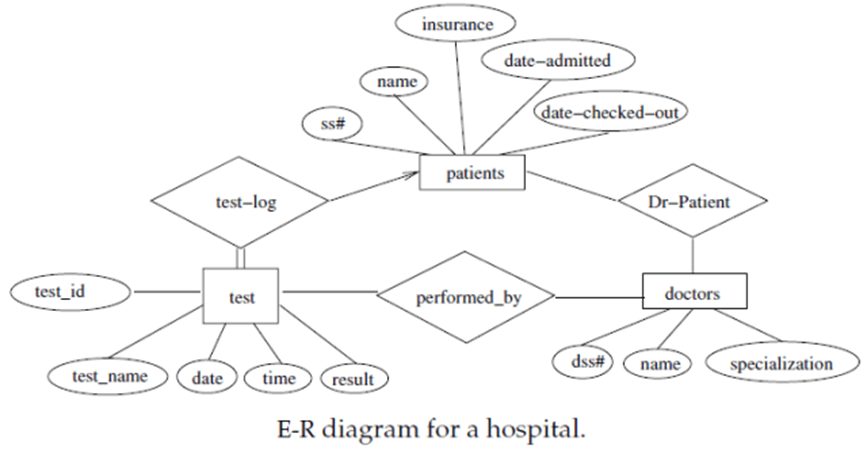 insurance
date–admitted
name
date–checked–out
ss#
patients
test–log
Dr–Patient
test_id
test
performed_by
doctors
test_name
date
time
result
dss#
name
specialization
E-R diagram for a hospital.